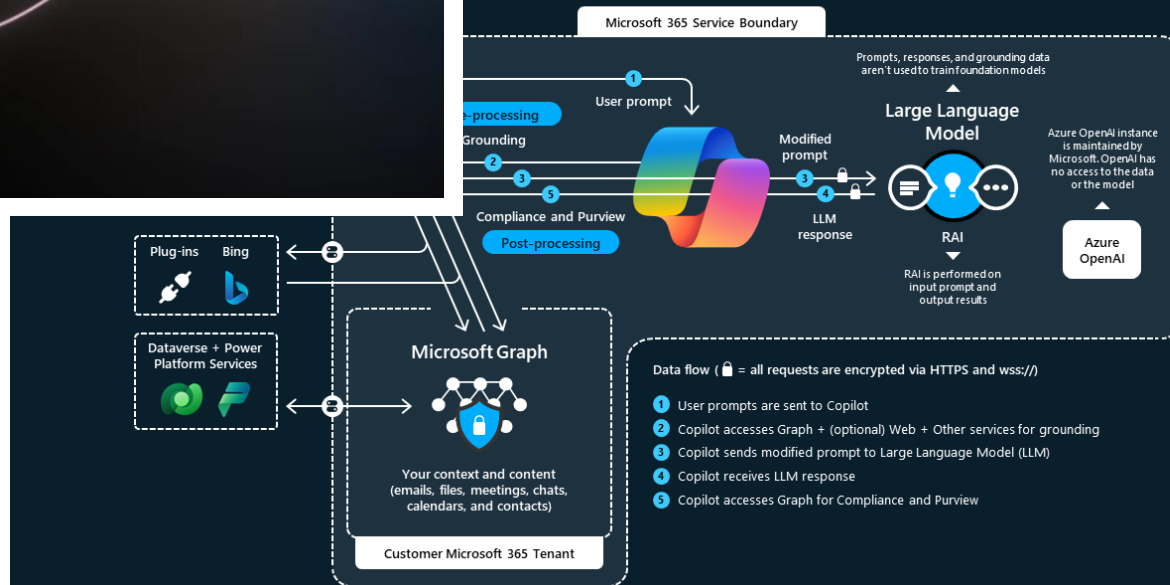 Microsoft 365 Service Boundary
Prompts, responses, and grounding data
aren't used to train foundation models
1
User prompt
e-processing
Grounding
2
3
5
Compliance and Purview
Post-processing
Modified
prompt
3
4
LLM
response
Large Language
Model
RAI
RAI is performed on
input prompt and
output results
Azure OpenAI instance
is maintained by
Microsoft. OpenAI has
no access to the data
or the model
Azure
OpenAI
Plug-ins
Bing
Dataverse + Power
Platform Services
Microsoft Graph
Your context and content
(emails, files, meetings, chats,
calendars, and contacts)
Customer Microsoft 365 Tenant
Data flow ( = all requests are encrypted via HTTPS and wss://)
1 User prompts are sent to Copilot
2 Copilot accesses Graph + (optional) Web + Other services for grounding
3 Copilot sends modified prompt to Large Language Model (LLM)
4 Copilot receives LLM response
5 Copilot accesses Graph for Compliance and Purview